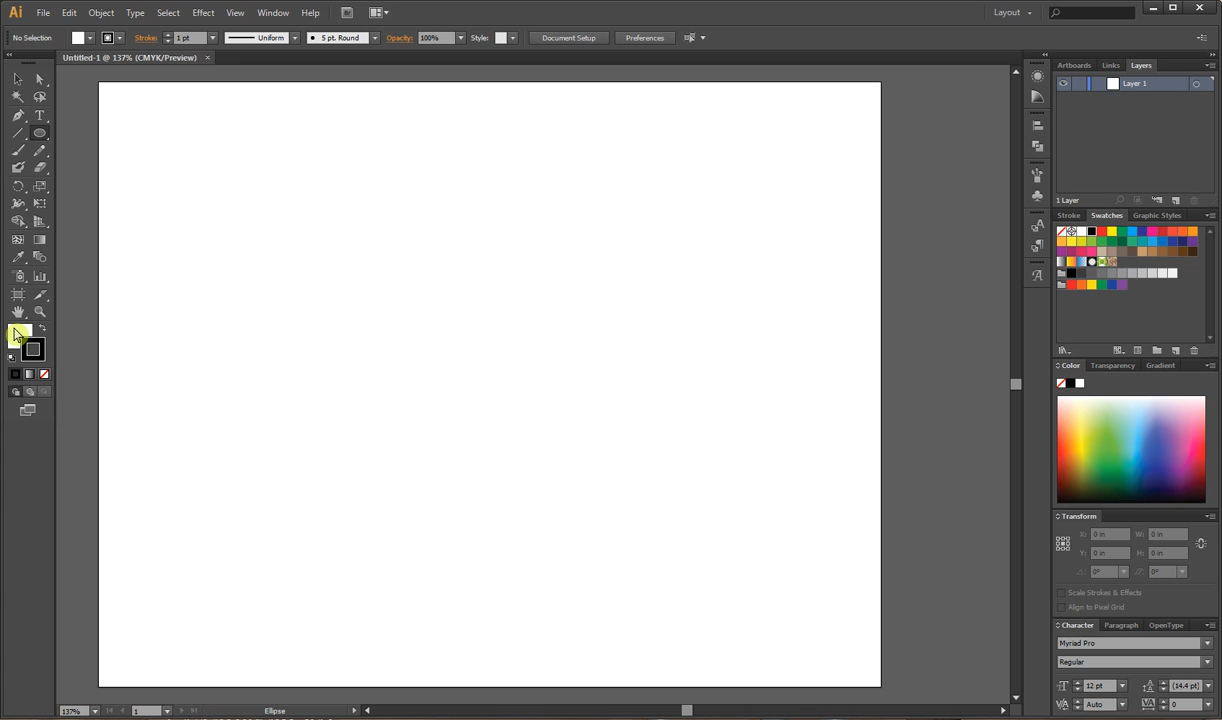 Ai File Edit Object Type Select Effect View Window Help Layout
No Selection Stroke: 1 pt Uniform 5 pt. Round Opacity: 100% Style: Document Setup Preferences
Untitled-1 @ 137% (CMYK/Preview) ×
Artboards Links Layers
Layer 1
1 Layer
Stroke Swatches Graphic Styles
Color Transparency Gradient
Transform
X: 0 in W: 0 in
Y: 0 in H: 0 in
0° 0°
Scale Strokes & Effects
Align to Pixel Grid
Character Paragraph OpenType
Myriad Pro
Regular
12 pt (14.4 pt)
Auto 0
137% 1 Ellipse